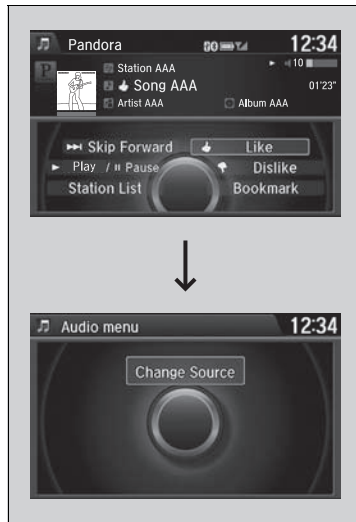 Pandora 12:34
Station AAA
10
Song AAA 01'23"
Artist AAA Album AAA
Skip Forward Like
Play / Pause Dislike
Station List Bookmark
Audio menu 12:34
Change Source